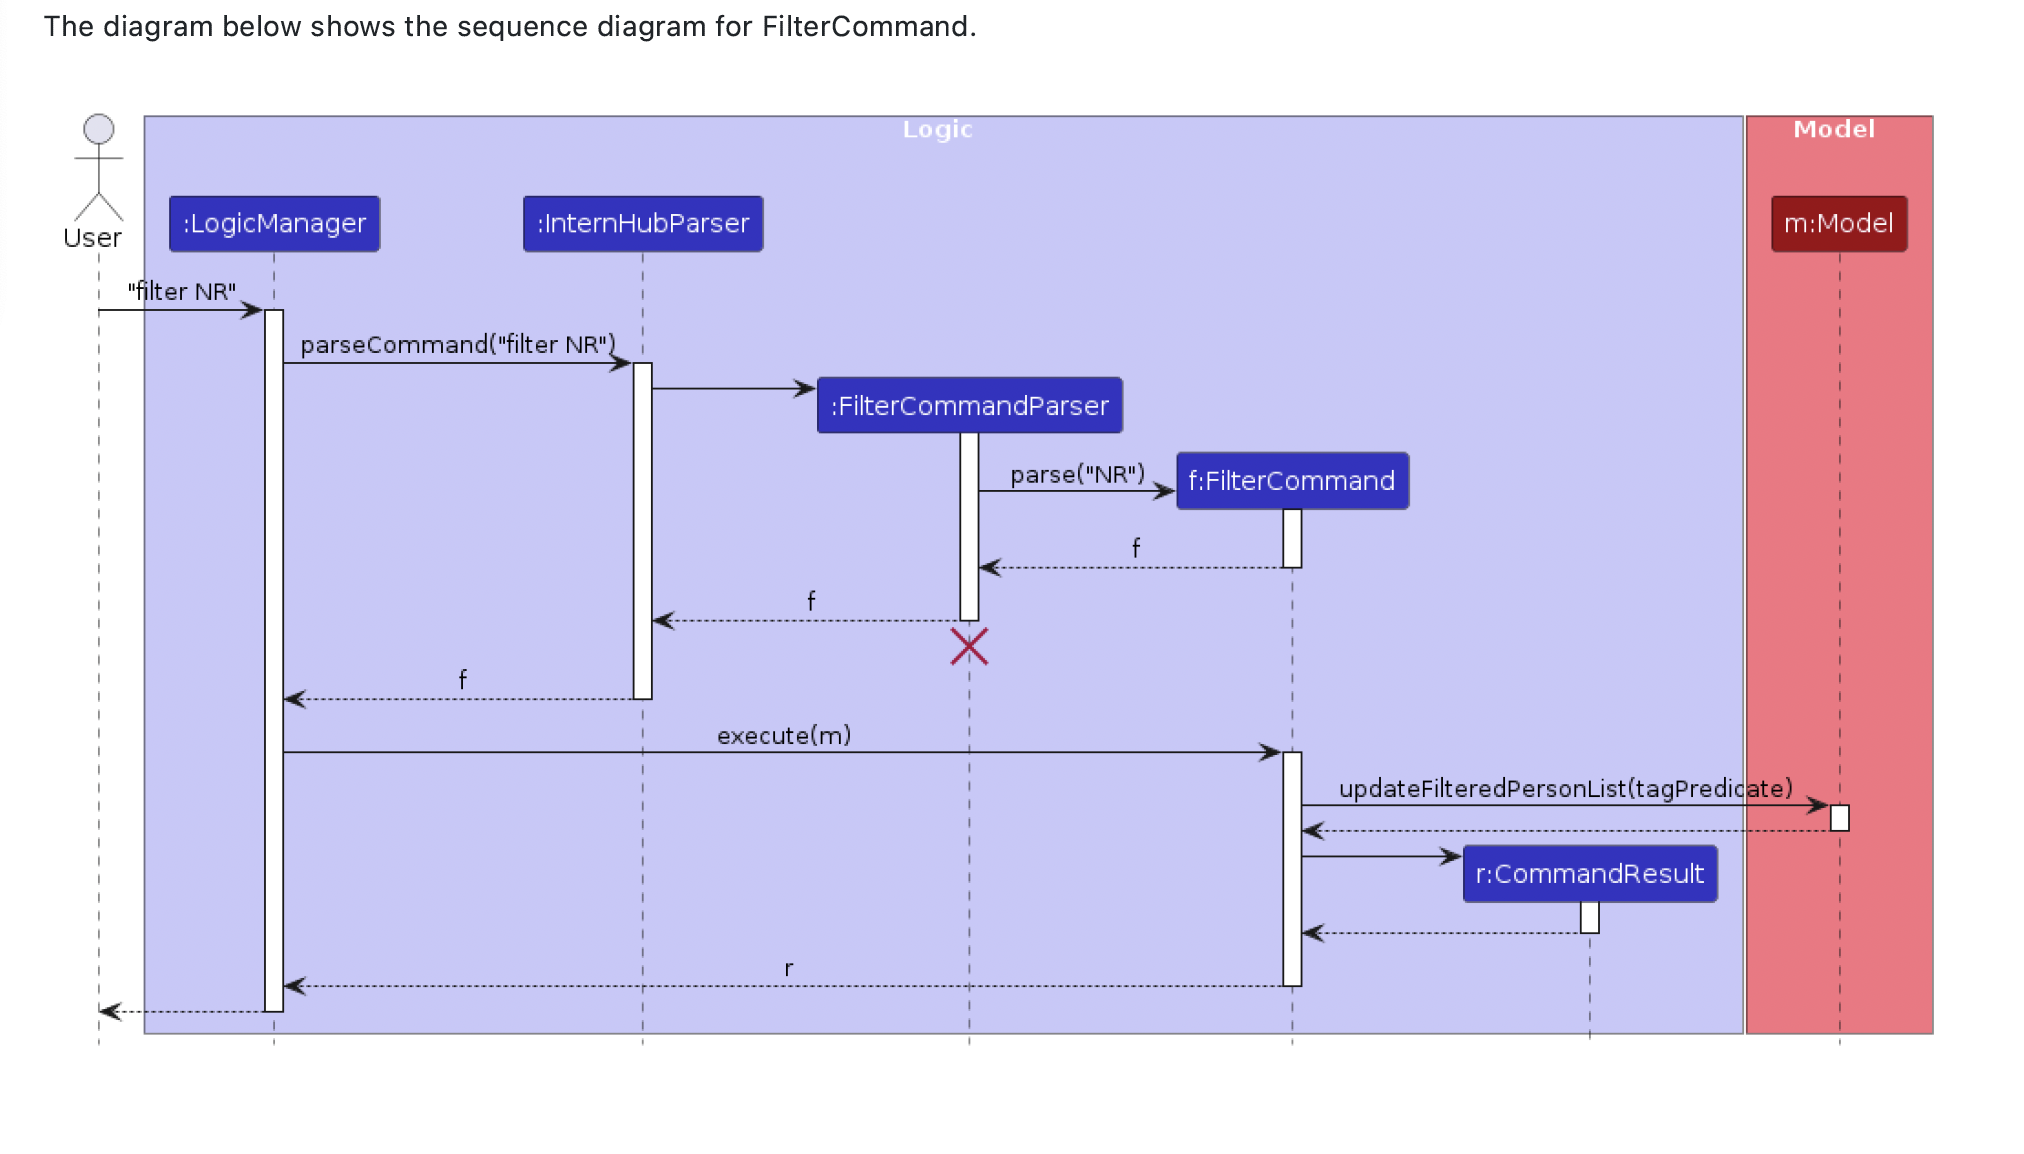 The diagram below shows the sequence diagram for FilterCommand.
Logic
Model
User
:LogicManager
:InternHubParser
m:Model
"filter NR"
parseCommand("filter NR")
:FilterCommandParser
parse("NR")
f:FilterCommand
f
f
f
execute(m)
updateFilteredPersonList(tagPredicate)
r:CommandResult
r